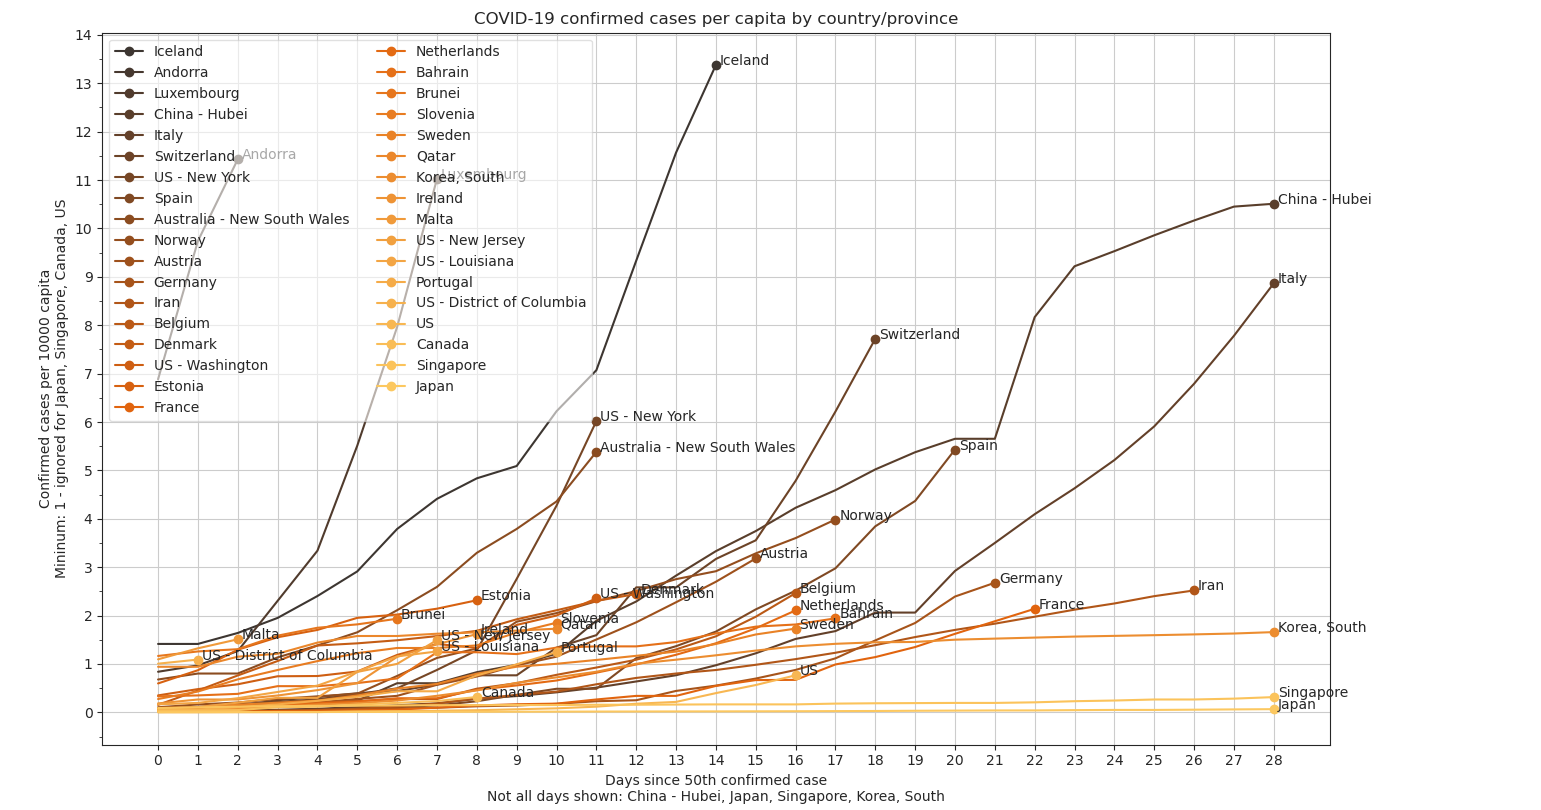 COVID-19 confirmed cases per capita by country/province
Confirmed cases per 10000 capita
Mininum: 1 - ignored for Japan, Singapore, Canada, US
14
13
12
11
10
9
8
7
6
5
4
3
2
1
0
Iceland
Andorra
Luxembourg
China - Hubei
Italy
Switzerland
US - New York
Spain
Australia - New South Wales
Norway
Austria
Germany
Iran
Belgium
Denmark
US - Washington
Estonia
France
Netherlands
Bahrain
Brunei
Slovenia
Sweden
Qatar
Korea, South
Ireland
Malta
US - New Jersey
US - Louisiana
Portugal
US - District of Columbia
US
Canada
Singapore
Japan
Iceland
Andorra
Luxembourg
China - Hubei
Italy
Switzerland
US - New York
Australia - New South Wales
Spain
Norway
Austria
Germany
Iran
Belgium
Denmark
US - Washington
Estonia
France
Netherlands
Bahrain
Brunei
Slovenia
Sweden
Qatar
Korea, South
Ireland
Malta
US - New Jersey
US - Louisiana
Portugal
US - District of Columbia
US
Canada
Singapore
Japan
0 1 2 3 4 5 6 7 8 9 10 11 12 13 14 15 16 17 18 19 20 21 22 23 24 25 26 27 28
Days since 50th confirmed case
Not all days shown: China - Hubei, Japan, Singapore, Korea, South